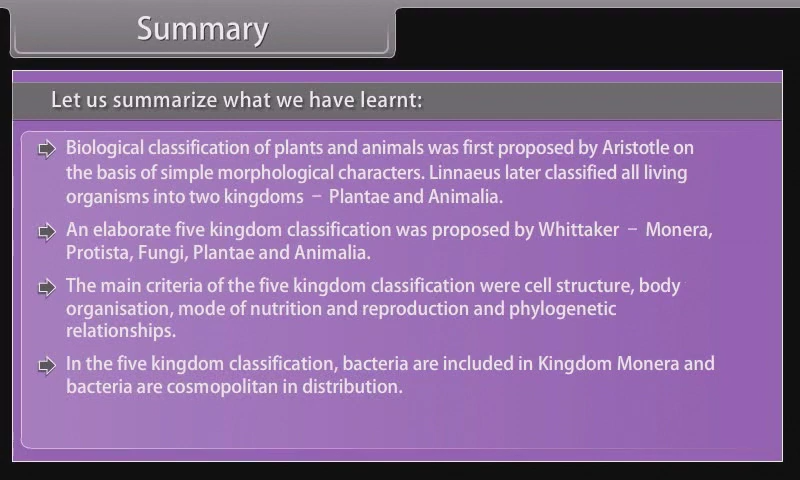 Summary
Let us summarize what we have learnt:
Biological classification of plants and animals was first proposed by Aristotle on
the basis of simple morphological characters. Linnaeus later classified all living
organisms into two kingdoms – Plantae and Animalia.
An elaborate five kingdom classification was proposed by Whittaker – Monera,
Protista, Fungi, Plantae and Animalia.
The main criteria of the five kingdom classification were cell structure, body
organisation, mode of nutrition and reproduction and phylogenetic
relationships.
In the five kingdom classification, bacteria are included in Kingdom Monera and
bacteria are cosmopolitan in distribution.